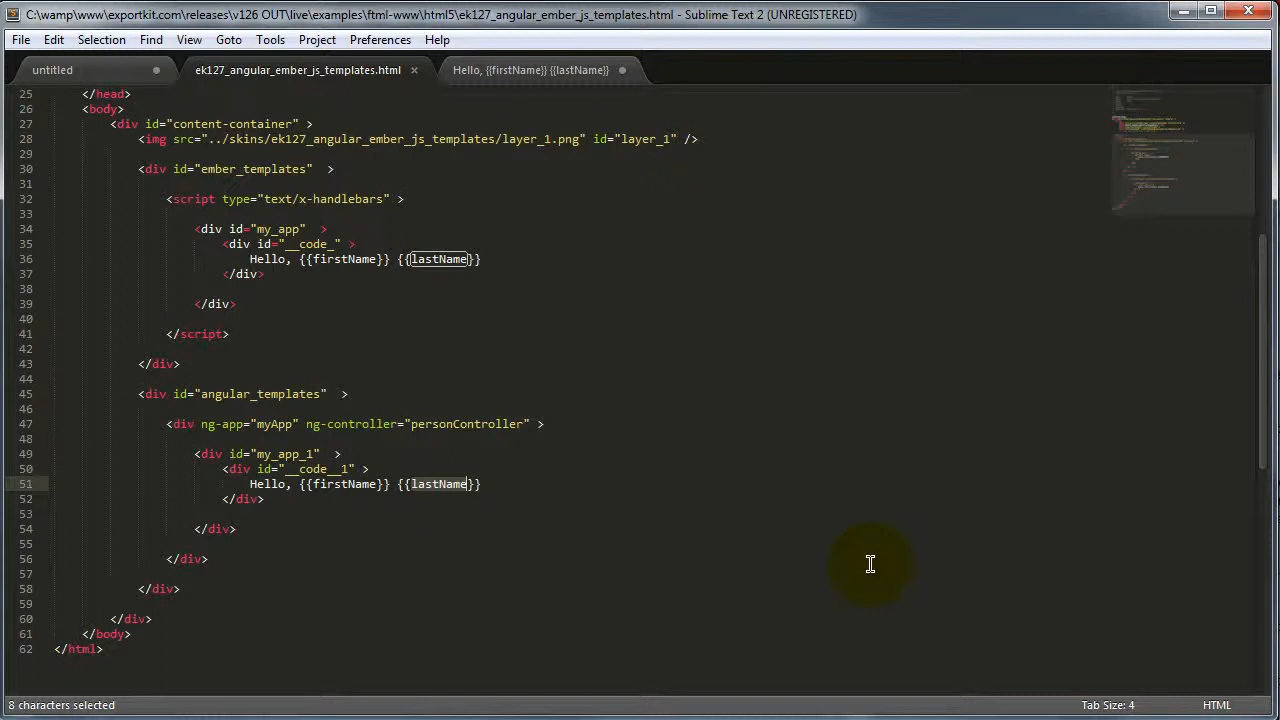 C:\wamp\www\exportkit.com\releases\v126 OUT\live\examples\ftml-www\html5\ek127_angular_ember_js_templates.html - Sublime Text 2 (UNREGISTERED)
File Edit Selection Find View Goto Tools Project Preferences Help
untitled ek127_angular_ember_js_templates.html Hello, {{firstName}} {{lastName}}
25 </head>
26 <body>
27 <div id="content-container" >
28 <img src="../skins/ek127_angular_ember_js_templates/layer_1.png" id="layer_1" />
29
30 <div id="ember_templates"  >
31
32 <script type="text/x-handlebars" >
33
34 <div id="my_app"  >
35 <div id="__code_" >
36 Hello, {{firstName}} {{lastName}}
37 </div>
38
39 </div>
40
41 </script>
42
43 </div>
44
45 <div id="angular_templates"  >
46
47 <div ng-app="myApp" ng-controller="personController" >
48
49 <div id="my_app_1"  >
50 <div id="__code__1" >
51 Hello, {{firstName}} {{lastName}}
52 </div>
53
54 </div>
55
56 </div>
57
58 </div>
59
60 </div>
61 </body>
62 </html>
8 characters selected Tab Size: 4 HTML